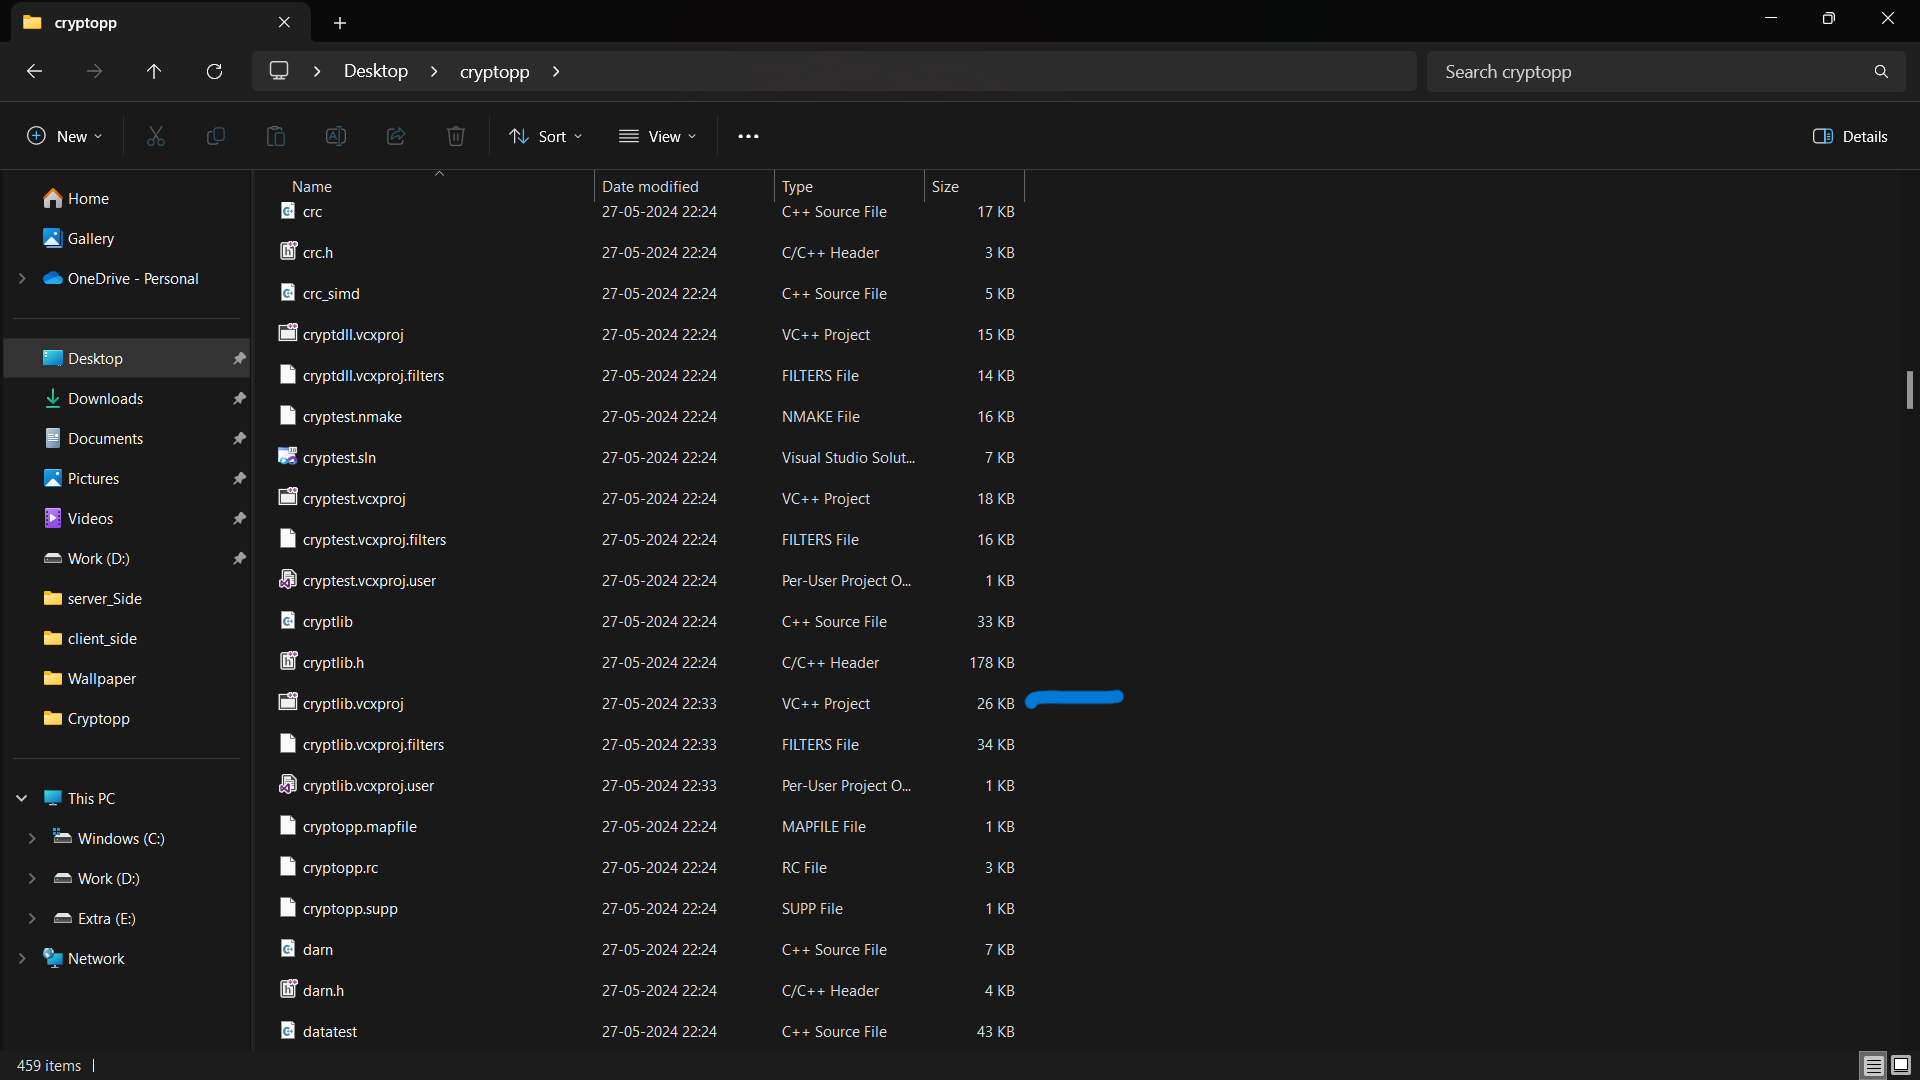 cryptopp
Desktop cryptopp
Search cryptopp
New Sort View Details
Home
Gallery
OneDrive - Personal
Desktop
Downloads
Documents
Pictures
Videos
Work (D:)
server_Side
client_side
Wallpaper
Cryptopp
This PC
Windows (C:)
Work (D:)
Extra (E:)
Network
Name Date modified Type Size
crc 27-05-2024 22:24 C++ Source File 17 KB
crc.h 27-05-2024 22:24 C/C++ Header 3 KB
crc_simd 27-05-2024 22:24 C++ Source File 5 KB
cryptdll.vcxproj 27-05-2024 22:24 VC++ Project 15 KB
cryptdll.vcxproj.filters 27-05-2024 22:24 FILTERS File 14 KB
cryptest.nmake 27-05-2024 22:24 NMAKE File 16 KB
cryptest.sln 27-05-2024 22:24 Visual Studio Solut... 7 KB
cryptest.vcxproj 27-05-2024 22:24 VC++ Project 18 KB
cryptest.vcxproj.filters 27-05-2024 22:24 FILTERS File 16 KB
cryptest.vcxproj.user 27-05-2024 22:24 Per-User Project O... 1 KB
cryptlib 27-05-2024 22:24 C++ Source File 33 KB
cryptlib.h 27-05-2024 22:24 C/C++ Header 178 KB
cryptlib.vcxproj 27-05-2024 22:33 VC++ Project 26 KB
cryptlib.vcxproj.filters 27-05-2024 22:33 FILTERS File 34 KB
cryptlib.vcxproj.user 27-05-2024 22:33 Per-User Project O... 1 KB
cryptopp.mapfile 27-05-2024 22:24 MAPFILE File 1 KB
cryptopp.rc 27-05-2024 22:24 RC File 3 KB
cryptopp.supp 27-05-2024 22:24 SUPP File 1 KB
darn 27-05-2024 22:24 C++ Source File 7 KB
darn.h 27-05-2024 22:24 C/C++ Header 4 KB
datatest 27-05-2024 22:24 C++ Source File 43 KB
459 items